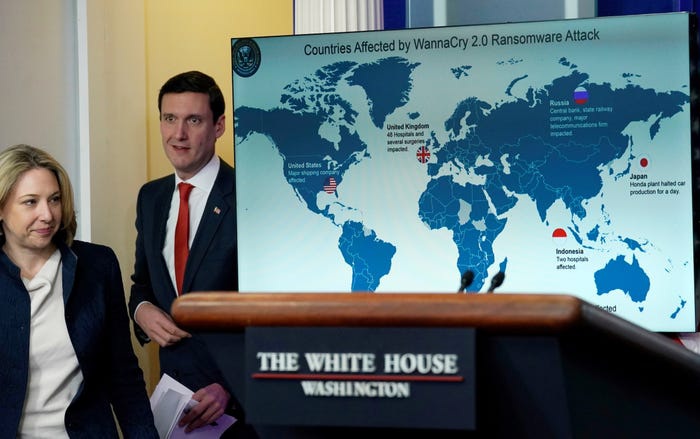 Countries Affected by WannaCry 2.0 Ransomware Attack
Russia
Central bank, state railway
company, major
telecommunications firm
impacted.
United Kingdom
48 Hospitals and
several surgeries
impacted.
United States
Major shipping company
affected.
Japan
Honda plant halted car
production for a day.
Indonesia
Two hospitals
affected.
THE WHITE HOUSE
WASHINGTON